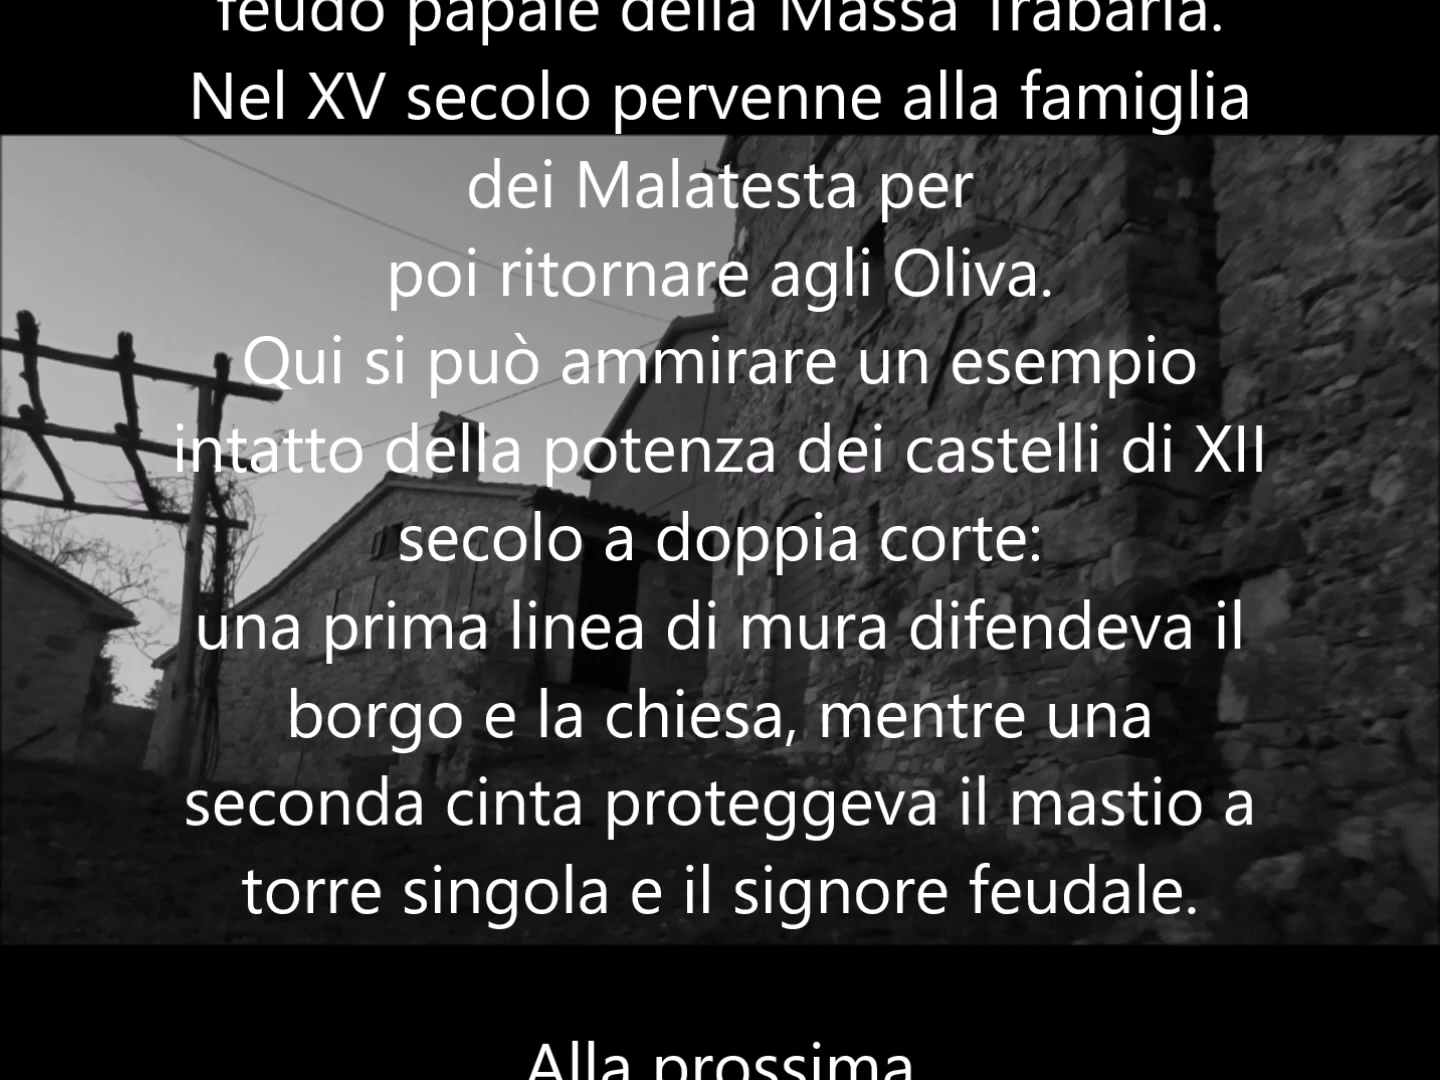 feudo papale della Massa Trabaria.
Nel XV secolo pervenne alla famiglia
dei Malatesta per
poi ritornare agli Oliva.
Qui si può ammirare un esempio
intatto della potenza dei castelli di XII
secolo a doppia corte:
una prima linea di mura difendeva il
borgo e la chiesa, mentre una
seconda cinta proteggeva il mastio a
torre singola e il signore feudale.
Alla prossima